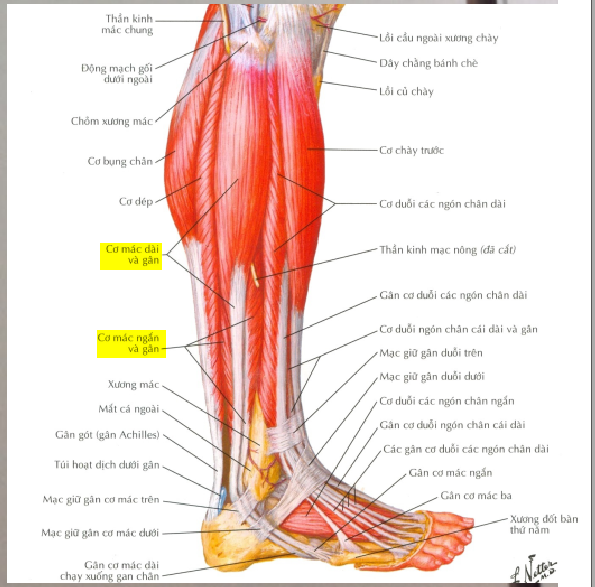 Thần kinh
mác chung
Động mạch gối
dưới ngoài
Chỏm xương mác
Cơ bụng chân
Cơ dép
Cơ mác dài
và gân
Cơ mác ngắn
và gân
Xương mác
Mắt cá ngoài
Gân gót (gân Achilles)
Túi hoạt dịch dưới gân
Mạc giữ gân cơ mác trên
Mạc giữ gân cơ mác dưới
Gân cơ mác dài
chạy xuống gan chân
Lồi cầu ngoài xương chày
Dây chằng bánh chè
Lồi củ chày
Cơ chày trước
Cơ duỗi các ngón chân dài
Thần kinh mạc nông (đã cắt)
Gân cơ duỗi các ngón chân dài
Cơ duỗi ngón chân cái dài và gân
Mạc giữ gân duỗi trên
Mạc giữ gân duỗi dưới
Cơ duỗi các ngón chân ngắn
Gân cơ duỗi ngón chân cái dài
Các gân cơ duỗi các ngón chân dài
Gân cơ mác ngắn
Gân cơ mác ba
Xương đốt bàn
thứ năm
F. Netter